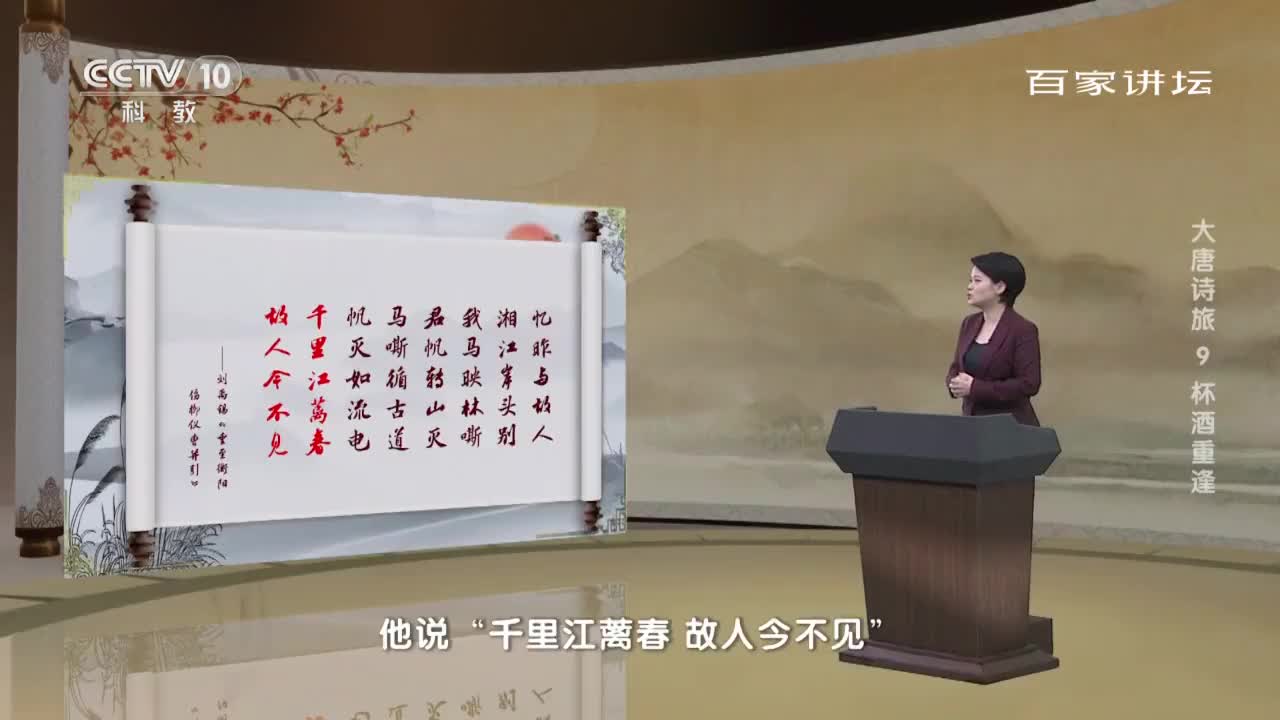 CCTV 10
科教
百家讲坛
忆昨与故人
湘江岸头别
我马映林嘶
君帆转山灭
马嘶循古道
帆灭如流电
千里江蓠春
故人今不见
——刘禹锡《重至衡阳
伤柳仪曹并引》
大唐诗旅 9 杯酒重逢
他说“千里江蓠春 故人今不见”